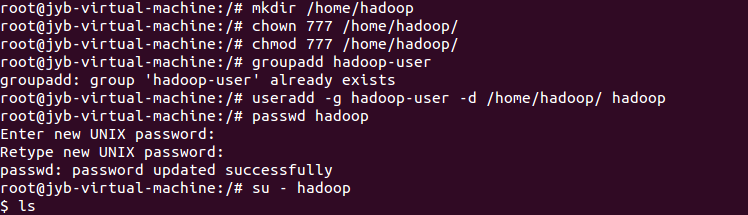 root@jyb-virtual-machine:/# mkdir /home/hadoop
root@jyb-virtual-machine:/# chown 777 /home/hadoop/
root@jyb-virtual-machine:/# chmod 777 /home/hadoop/
root@jyb-virtual-machine:/# groupadd hadoop-user
groupadd: group 'hadoop-user' already exists
root@jyb-virtual-machine:/# useradd -g hadoop-user -d /home/hadoop/ hadoop
root@jyb-virtual-machine:/# passwd hadoop
Enter new UNIX password:
Retype new UNIX password:
passwd: password updated successfully
root@jyb-virtual-machine:/# su - hadoop
$ ls